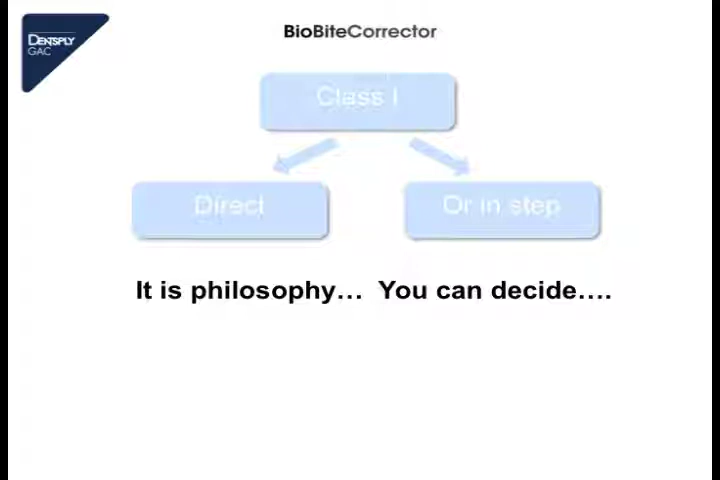 DENTSPLY
GAC
BioBiteCorrector
Class I
Direct
Or in step
It is philosophy… You can decide….